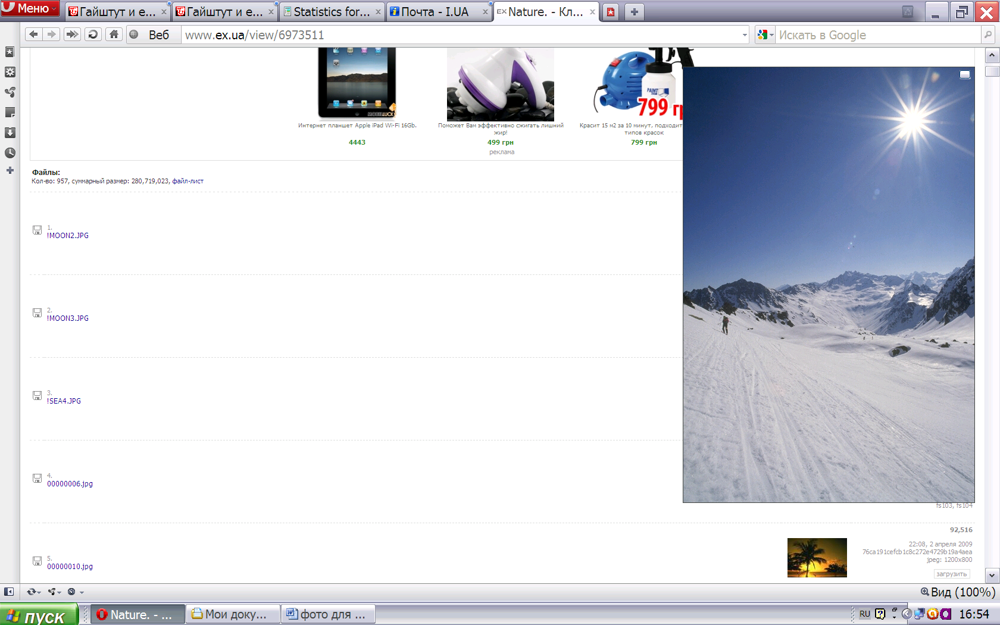 Меню
Гайштут и е...
Гайштут и е...
Statistics for...
Почта - I.UA
Nature. - Кл...
Веб
www.ex.ua/view/6973511
Искать в Google
MOBILLUCK
PAINT
799 г
Интернет планшет Apple iPad Wi-Fi 16Gb.
4443
Поможет Вам эффективно сжигать лишний
жир!
499 грн
реклама
Красит 15 м2 за 10 минут, подходит
типов красок
799 грн
Файлы:
Кол-во: 957, суммарный размер: 280,719,023, файл-лист
1.
!MOON2.JPG
2.
!MOON3.JPG
3.
!SEA4.JPG
4.
00000006.jpg
fs103, fs104
5.
00000010.jpg
92,516
22:08, 2 апреля 2009
76ca191cefcb1c8c272e4729b19a4aea
jpeg: 1200x800
загрузить
Вид (100%)
пуск
Nature. - ...
Мои доку...
фото для ...
RU
16:54